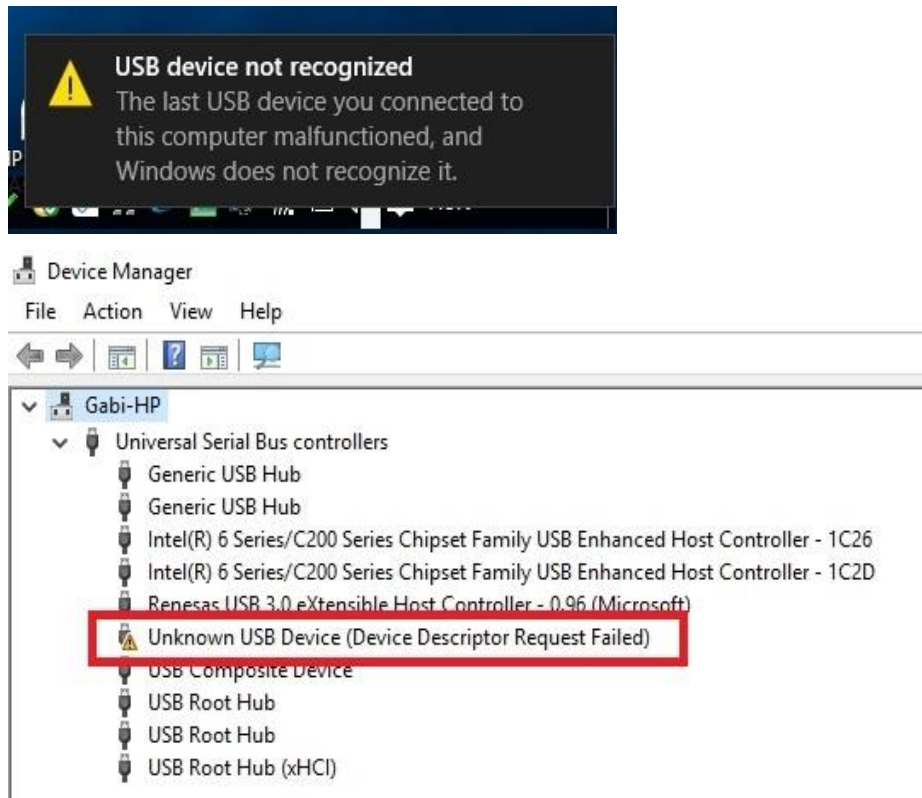 USB device not recognized
The last USB device you connected to
this computer malfunctioned, and
Windows does not recognize it.
Device Manager
File Action View Help
Gabi-HP
Universal Serial Bus controllers
Generic USB Hub
Generic USB Hub
Intel(R) 6 Series/C200 Series Chipset Family USB Enhanced Host Controller - 1C26
Intel(R) 6 Series/C200 Series Chipset Family USB Enhanced Host Controller - 1C2D
Renesas USB 3.0 eXtensible Host Controller - 0.96 (Microsoft)
Unknown USB Device (Device Descriptor Request Failed)
USB Composite Device
USB Root Hub
USB Root Hub
USB Root Hub (xHCI)